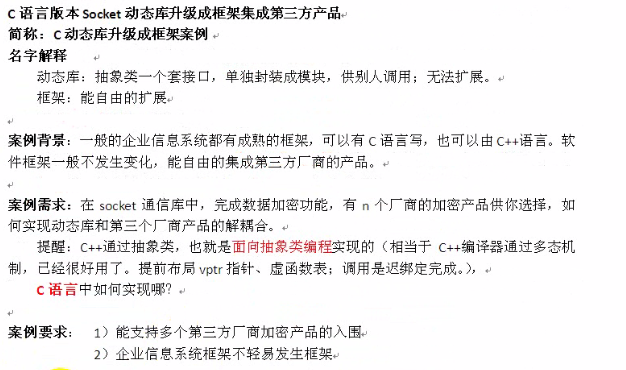 C 语言版本 Socket 动态库升级成框架集成第三方产品
简称：C 动态库升级成框架案例
名字解释
动态库：抽象类一个套接口，单独封装成模块，供别人调用；无法扩展。
框架：能自由的扩展
案例背景：一般的企业信息系统都有成熟的框架，可以有 C 语言写，也可以由 C++语言。软
件框架一般不发生变化，能自由的集成第三方厂商的产品。
案例需求：在 socket 通信库中，完成数据加密功能，有 n 个厂商的加密产品供你选择，如
何实现动态库和第三个厂商产品的解耦合。
提醒：C++通过抽象类，也就是面向抽象类编程实现的（相当于 C++编译器通过多态机
制，已经很好用了。提前布局 vptr 指针、虚函数表；调用是迟绑定完成。），
C 语言中如何实现哪？
案例要求： 1）能支持多个第三方厂商加密产品的入围
2）企业信息系统框架不轻易发生框架